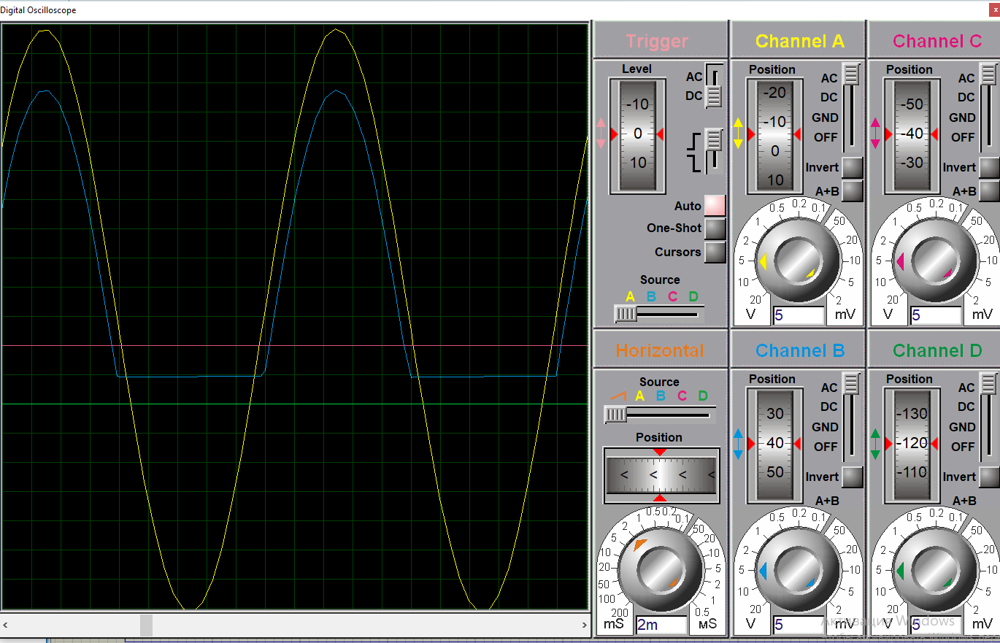 Digital Oscilloscope
x
Trigger
Level
-10
0
10
AC
DC
Auto
One-Shot
Cursors
Source
A B C D
Channel A
Position
-20
-10
0
10
AC
DC
GND
OFF
Invert
A+B
20 10 5 2 1 0.5 0.2 0.1 50 20 10 5 2
V 5 mV
Channel C
Position
-50
-40
-30
AC
DC
GND
OFF
Invert
A+B
20 10 5 2 1 0.5 0.2 0.1 50 20 10 5 2
V 5 mV
Horizontal
Source
A B C D
Position
< < < <
200 100 50 20 10 5 2 1 0.5 0.2 0.1 50 20 10 5 2 1 0.5
mS 2m мS
Channel B
Position
30
40
50
AC
DC
GND
OFF
Invert
A+B
20 10 5 2 1 0.5 0.2 0.1 50 20 10 5 2
V 5 mV
Channel D
Position
-130
-120
-110
AC
DC
GND
OFF
Invert
A+B
20 10 5 2 1 0.5 0.2 0.1 50 20 10 5 2
V 5 mV
Активация Windows
< >